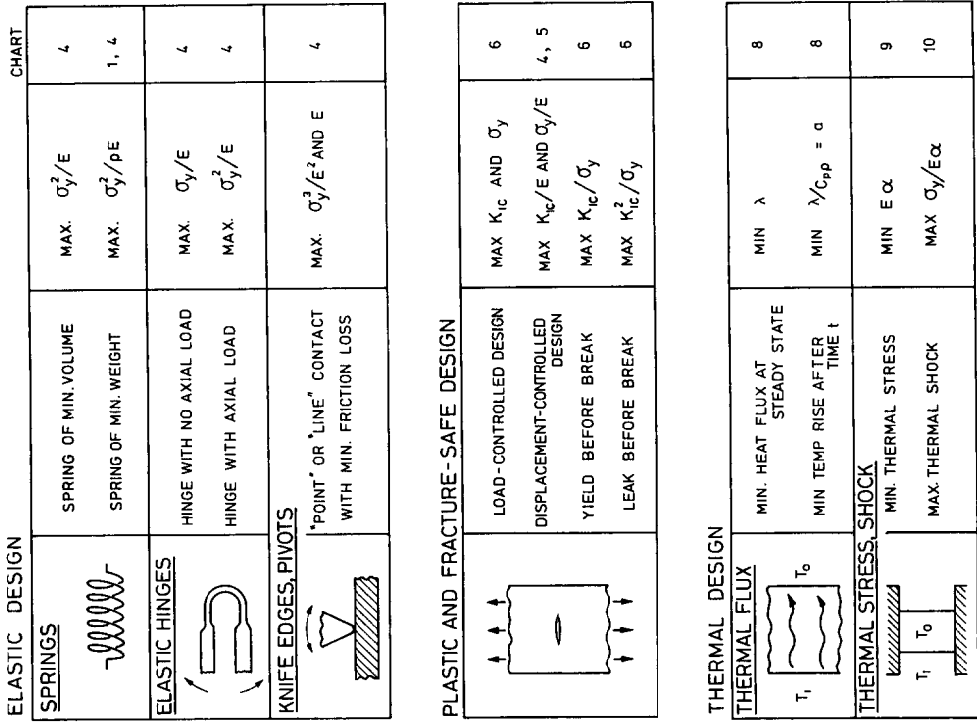 CHART
ELASTIC DESIGN
SPRINGS
SPRING OF MIN. VOLUME MAX. σy²/E 4
SPRING OF MIN. WEIGHT MAX. σy²/ρE 1, 4
ELASTIC HINGES
HINGE WITH NO AXIAL LOAD MAX. σy/E 4
HINGE WITH AXIAL LOAD MAX. σy²/E 4
KNIFE EDGES, PIVOTS
"POINT" OR "LINE" CONTACT MAX. σy³/E² AND E 4
WITH MIN. FRICTION LOSS
PLASTIC AND FRACTURE-SAFE DESIGN
LOAD-CONTROLLED DESIGN MAX KIC AND σy 6
DISPLACEMENT-CONTROLLED MAX KIC/E AND σy/E 4, 5
DESIGN
YIELD BEFORE BREAK MAX KIC/σy 6
LEAK BEFORE BREAK MAX KIC²/σy 6
THERMAL DESIGN
THERMAL FLUX
T1 T0
MIN. HEAT FLUX AT MIN λ 8
STEADY STATE
MIN TEMP RISE AFTER MIN λ/CPρ = a 8
TIME t
THERMAL STRESS, SHOCK
T1 T0
MIN. THERMAL STRESS MIN Eα 9
MAX. THERMAL SHOCK MAX σy/Eα 10